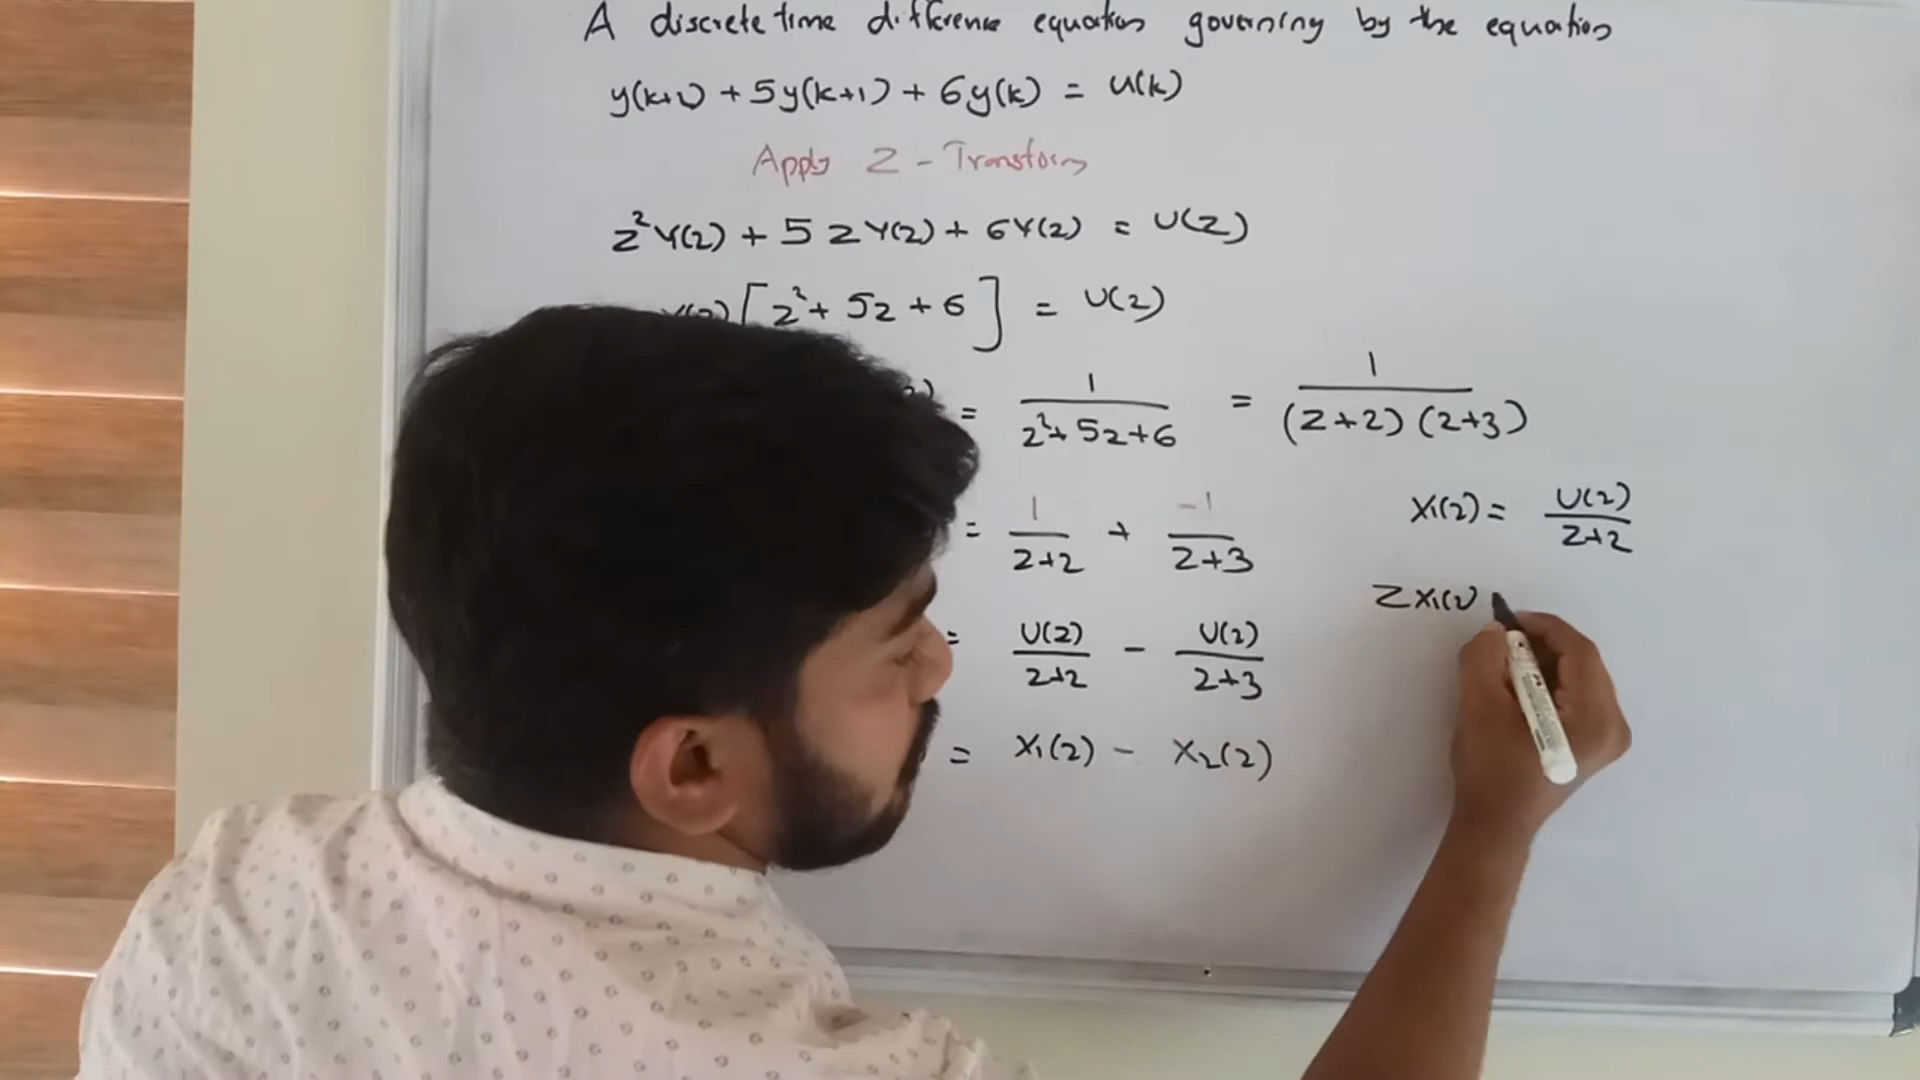 A discrete time difference equation governing by the equation
y(k+2) + 5y(k+1) + 6y(k) = u(k)
Apply Z - Transform
z²Y(z) + 5zY(z) + 6Y(z) = U(z)
Y(z) [z² + 5z + 6] = U(z)
= 1/(z²+5z+6) = 1/((z+2)(z+3))
= 1/(z+2) + -1/(z+3)
X₁(z) = U(z)/(z+2)
zX₁(z)
= U(z)/(z+2) - U(z)/(z+3)
= X₁(z) - X₂(z)